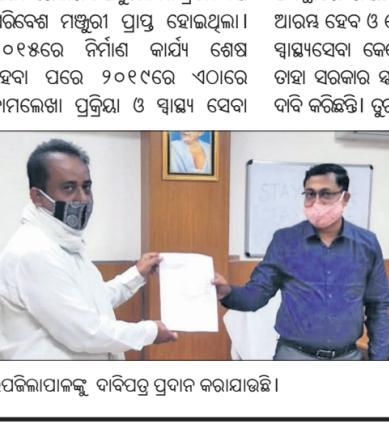 ରିବେଶ ମଞ୍ଜୁରୀ ପ୍ରାପ୍ତ ହୋଇଥିଲା ।
୦୧୫ରେ ନିର୍ମାଣ କାର୍ଯ୍ୟ ଶେଷ
ହବା ପରେ ୨୦୧୯ରେ ଏଠାରେ
ାମଲେଖା ପ୍ରକ୍ରିୟା ଓ ସ୍ୱାସ୍ଥ୍ୟ ସେବା
ଆରମ୍ଭ ହେବ ଓ
ସ୍ୱାସ୍ଥ୍ୟସେବା
ତାହା ସରକାର
ଦାବି କରିଛନ୍ତି ।
STAY
ପଜିଲାପାଳଙ୍କୁ ଦାବିପତ୍ର ପ୍ରଦାନ କରାଯାଉଛି ।